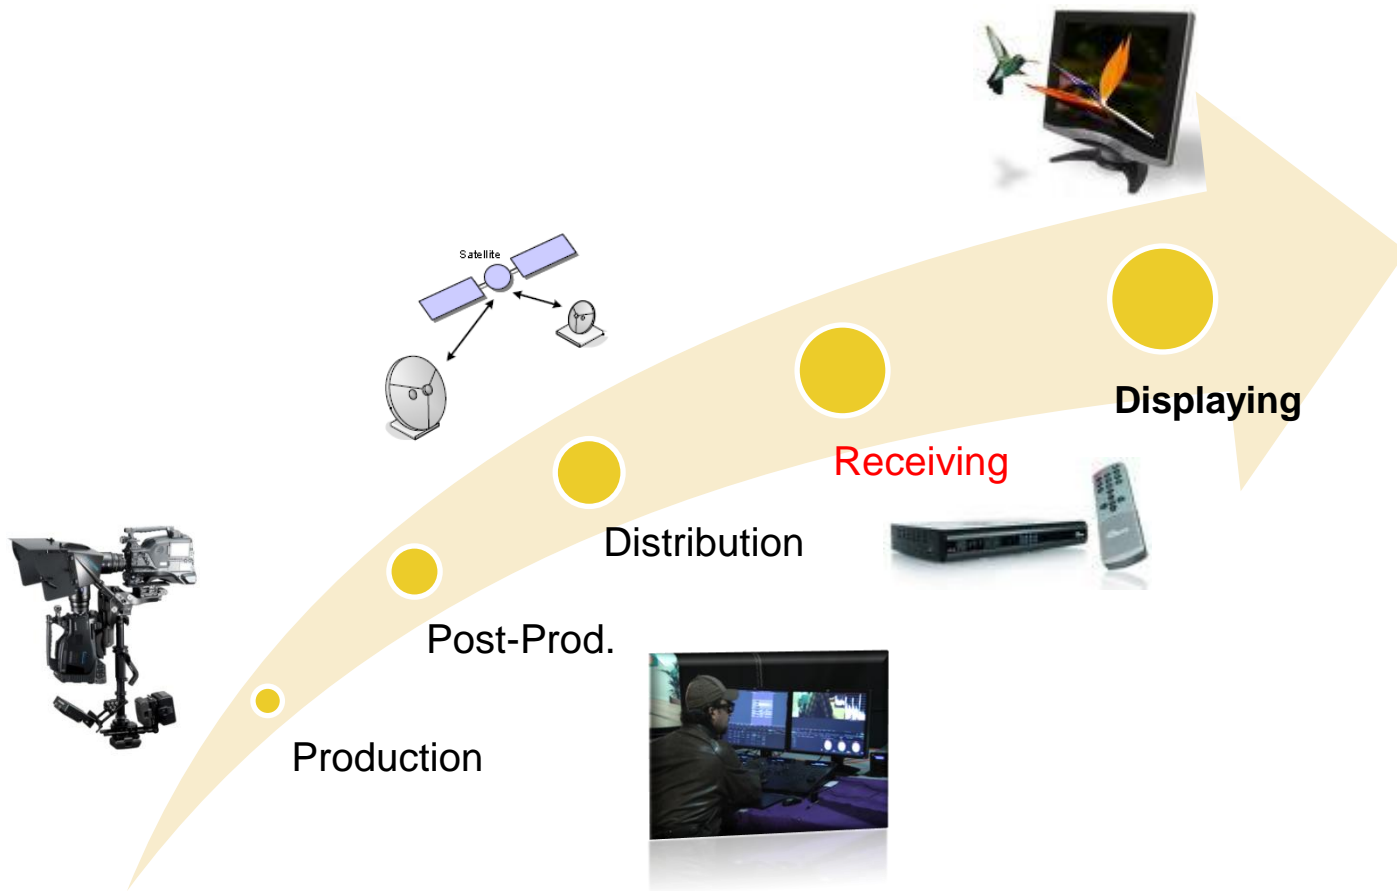 Satellite
Displaying
Receiving
Distribution
Post-Prod.
Production